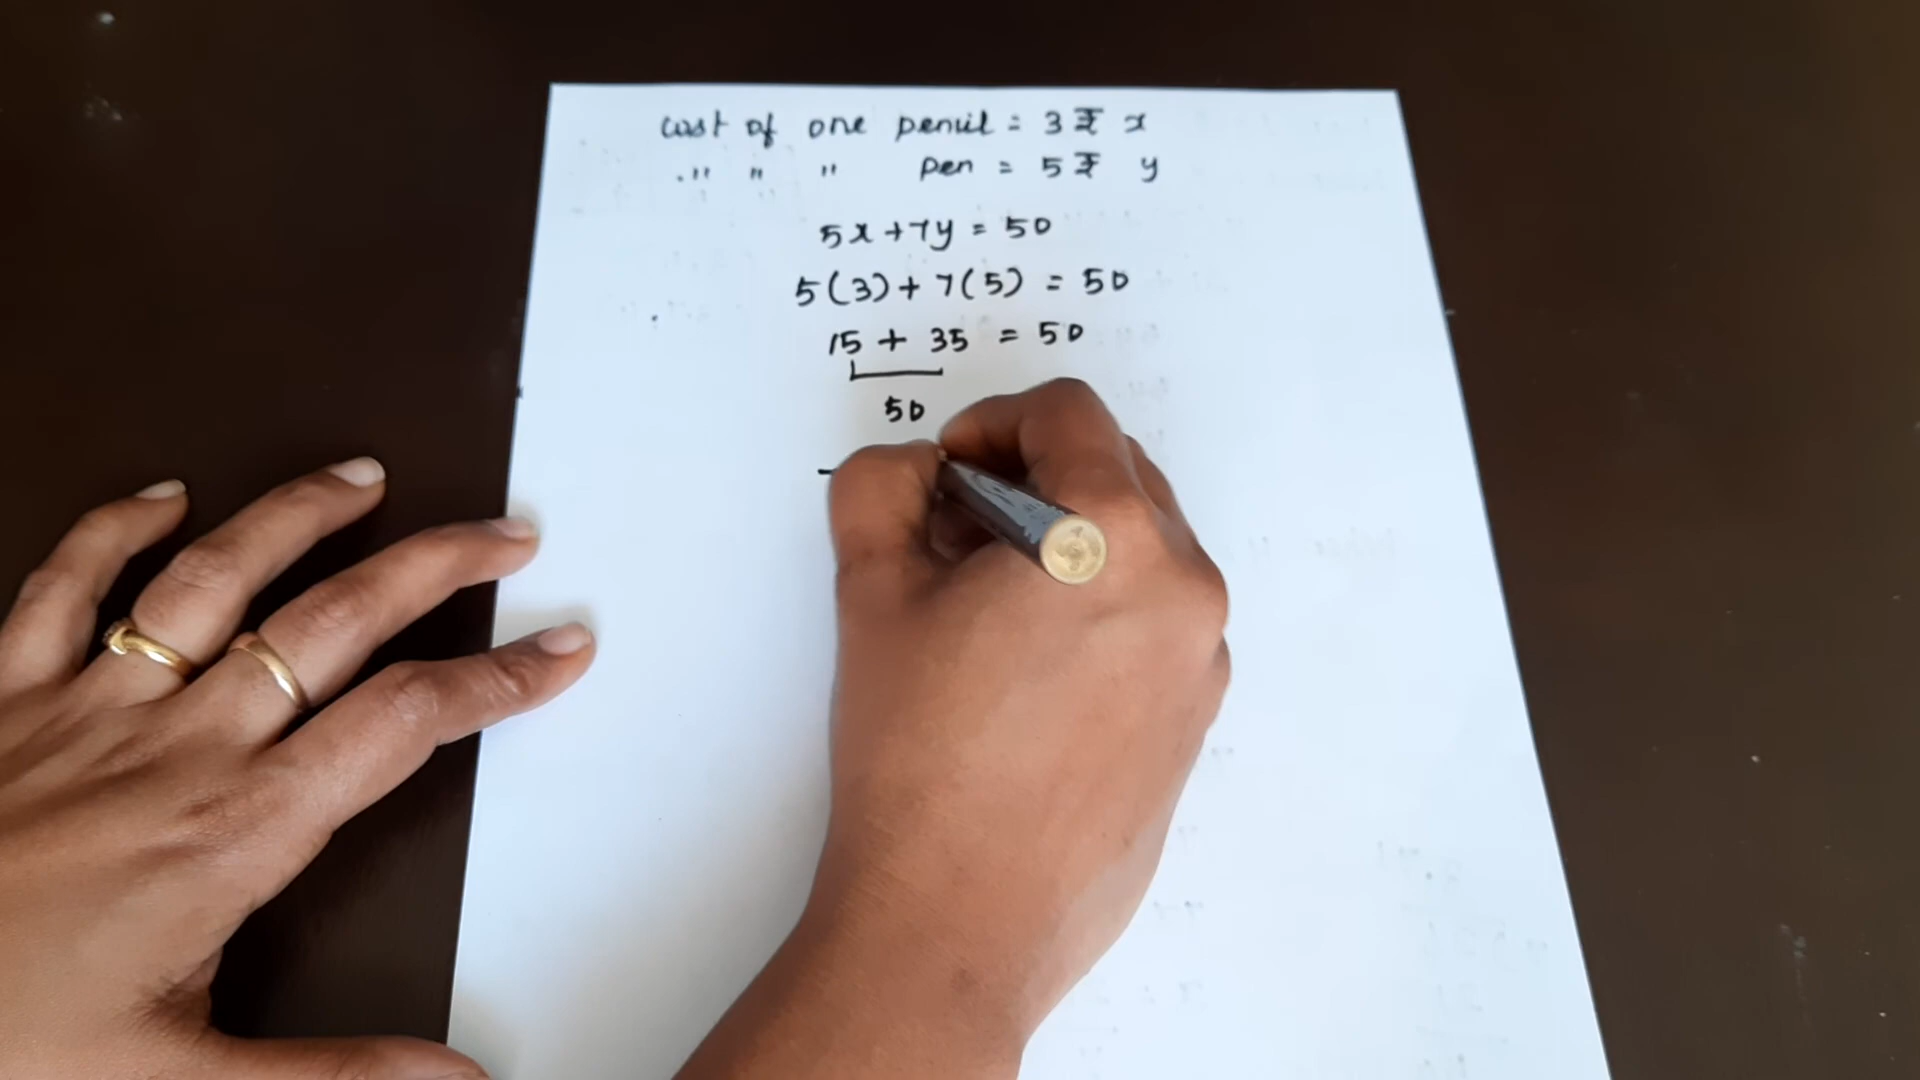 cost of one pencil = 3 ₹ x
" " " pen = 5 ₹ y
5x + 7y = 50
5(3) + 7(5) = 50
15 + 35 = 50
50